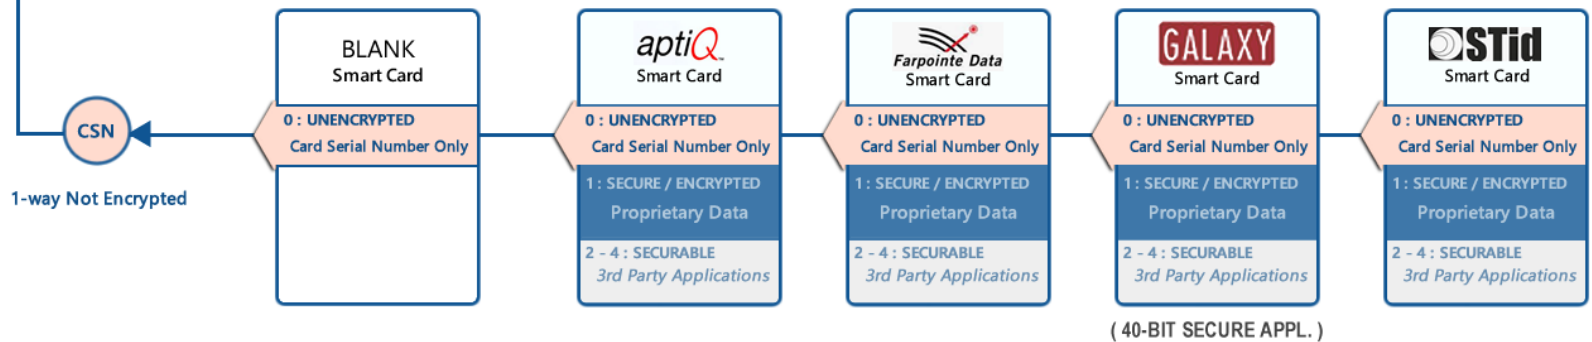 CSN
1-way Not Encrypted
BLANK
Smart Card
0 : UNENCRYPTED
Card Serial Number Only
aptiQ
Smart Card
0 : UNENCRYPTED
Card Serial Number Only
1 : SECURE / ENCRYPTED
Proprietary Data
2 - 4 : SECURABLE
3rd Party Applications
Farpointe Data
Smart Card
0 : UNENCRYPTED
Card Serial Number Only
1 : SECURE / ENCRYPTED
Proprietary Data
2 - 4 : SECURABLE
3rd Party Applications
GALAXY
Smart Card
0 : UNENCRYPTED
Card Serial Number Only
1 : SECURE / ENCRYPTED
Proprietary Data
2 - 4 : SECURABLE
3rd Party Applications
( 40-BIT SECURE APPL. )
STid
Smart Card
0 : UNENCRYPTED
Card Serial Number Only
1 : SECURE / ENCRYPTED
Proprietary Data
2 - 4 : SECURABLE
3rd Party Applications